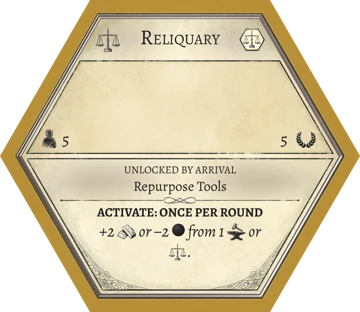 RELIQUARY
5 5
UNLOCKED BY ARRIVAL
Repurpose Tools
ACTIVATE: ONCE PER ROUND
+2 or −2 from 1 or
.